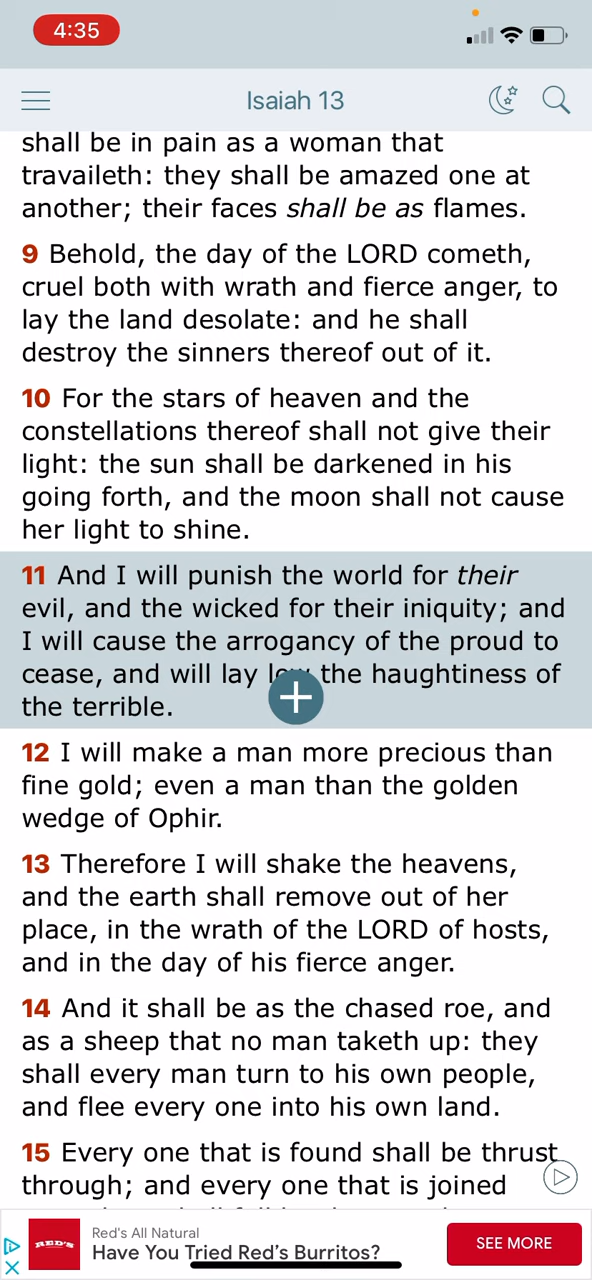 4:35
Isaiah 13
shall be in pain as a woman that
travaileth: they shall be amazed one at
another; their faces shall be as flames.
9 Behold, the day of the LORD cometh,
cruel both with wrath and fierce anger, to
lay the land desolate: and he shall
destroy the sinners thereof out of it.
10 For the stars of heaven and the
constellations thereof shall not give their
light: the sun shall be darkened in his
going forth, and the moon shall not cause
her light to shine.
11 And I will punish the world for their
evil, and the wicked for their iniquity; and
I will cause the arrogancy of the proud to
cease, and will lay low the haughtiness of
the terrible.
12 I will make a man more precious than
fine gold; even a man than the golden
wedge of Ophir.
13 Therefore I will shake the heavens,
and the earth shall remove out of her
place, in the wrath of the LORD of hosts,
and in the day of his fierce anger.
14 And it shall be as the chased roe, and
as a sheep that no man taketh up: they
shall every man turn to his own people,
and flee every one into his own land.
15 Every one that is found shall be thrust
through; and every one that is joined
RED'S
Red's All Natural
Have You Tried Red's Burritos?
SEE MORE